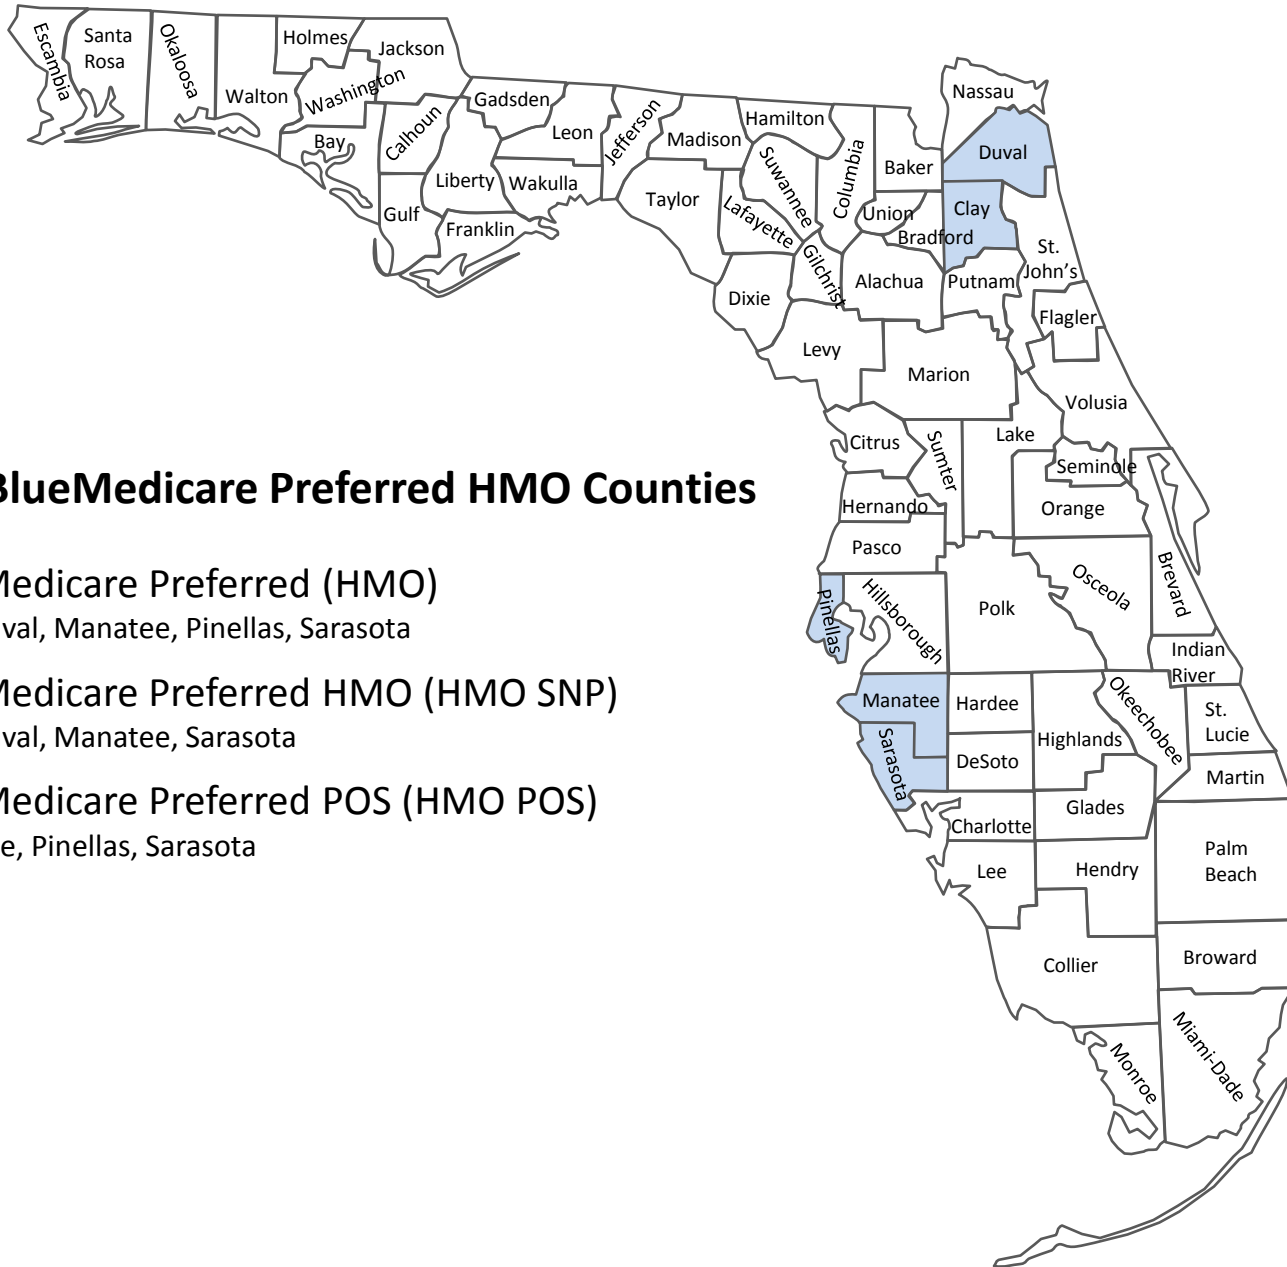 BlueMedicare Preferred HMO Counties
Medicare Preferred (HMO)
val, Manatee, Pinellas, Sarasota
Medicare Preferred HMO (HMO SNP)
val, Manatee, Sarasota
Medicare Preferred POS (HMO POS)
e, Pinellas, Sarasota
Escambia
Santa
Rosa
Okaloosa
Walton
Holmes
Washington
Jackson
Bay
Calhoun
Gulf
Liberty
Gadsden
Franklin
Leon
Wakulla
Jefferson
Madison
Taylor
Hamilton
Suwannee
Lafayette
Dixie
Columbia
Gilchrist
Levy
Baker
Union
Bradford
Alachua
Nassau
Duval
Clay
St.
John's
Putnam
Flagler
Marion
Volusia
Citrus
Sumter
Lake
Seminole
Orange
Hernando
Pasco
Pinellas
Hillsborough
Polk
Osceola
Brevard
Indian
River
Manatee
Hardee
Highlands
Okeechobee
St.
Lucie
Sarasota
DeSoto
Martin
Charlotte
Glades
Lee
Hendry
Palm
Beach
Collier
Broward
Monroe
Miami-Dade